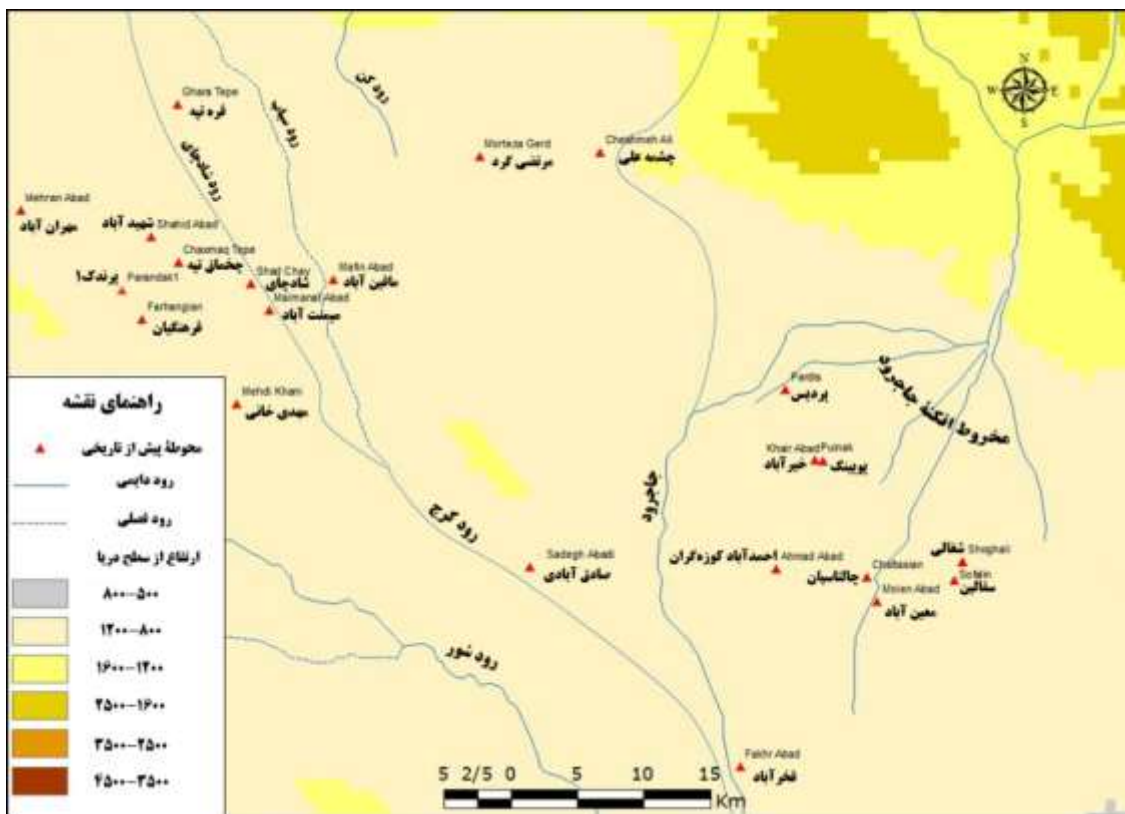 Ghara Tepe
قره تپه
رود کن
رود سیاب
رود شادچای
Morteza Gerd
مرتضی گرد
Cheshmeh Ali
چشمه علی
N
W
E
S
Mehran Abad
مهران آباد
شهید آباد Shahid Abad
Chaxmaq Tepe
چخماق تپه
پرندک۱ Parandak1
Farhangian
فرهنگیان
Shad Chay
شادچای
Maimanat Abad
میمنت آباد
Mafin Abad
مافین آباد
Mehdi Khani
مهدی خانی
Pardis
پردیس
مخروط افکنهٔ جاجرود
Khair Abad
خیرآباد
Puinak
پویینک
جاجرود
رود کرج
Sadegh Abadi
صادق آبادی
احمدآباد کوزه‌گران Ahmad Abad
Chaltasian
چالتاسیان
شغالی Shoghali
Sofalin
سفالین
Moien Abad
معین آباد
رود شور
Fakhr Abad
فخرآباد
راهنمای نقشه
محوطهٔ پیش از تاریخی
رود دایمی
رود فصلی
ارتفاع از سطح دریا
۸۰۰-۵۰۰
۱۲۰۰-۸۰۰
۱۶۰۰-۱۲۰۰
۲۵۰۰-۱۶۰۰
۳۵۰۰-۲۵۰۰
۴۵۰۰-۳۵۰۰
5 2/5 0 5 10 15
Km